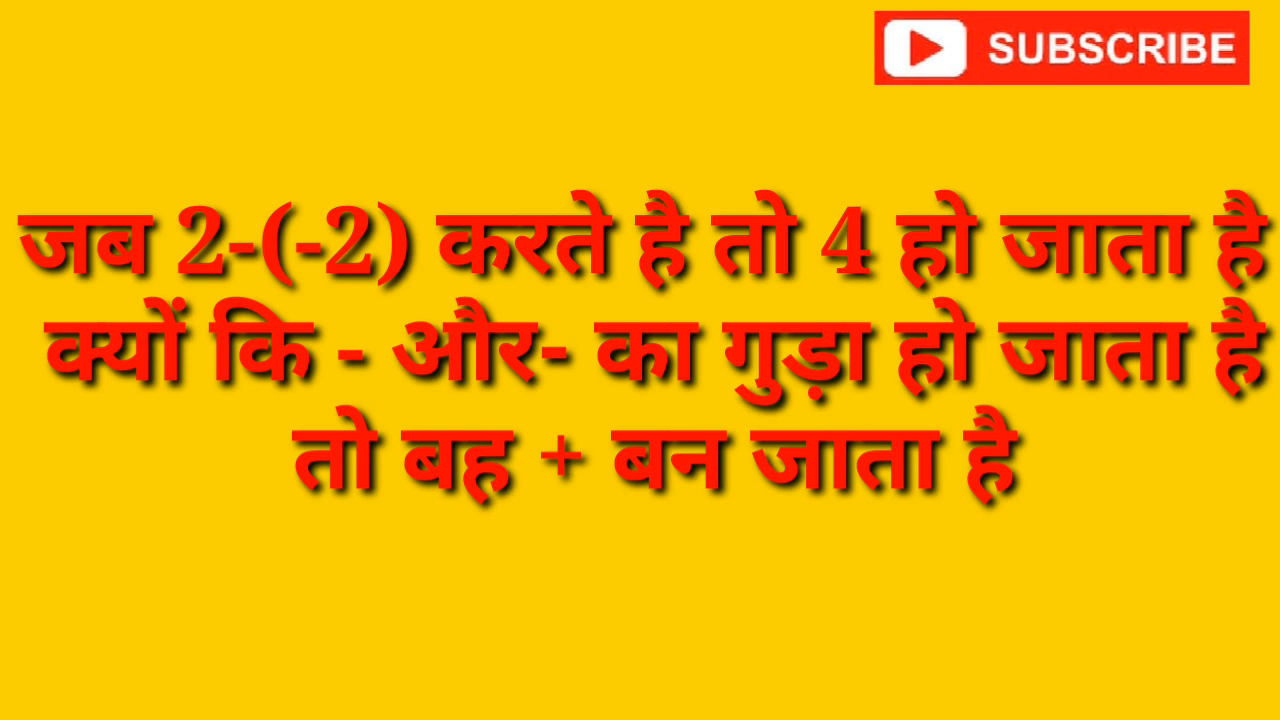 SUBSCRIBE
जब 2-(-2) करते है तो 4 हो जाता है
क्यों कि - और- का गुड़ा हो जाता है
तो बह + बन जाता है